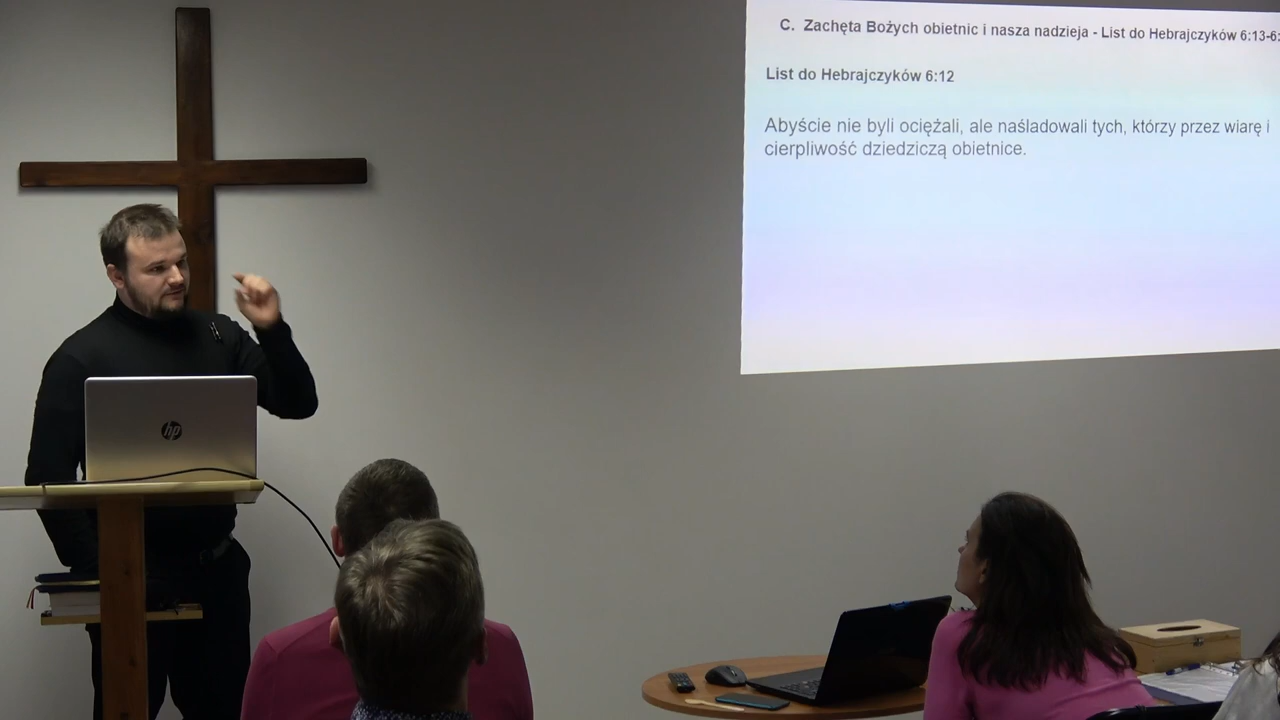 C. Zachęta Bożych obietnic i nasza nadzieja - List do Hebrajczyków 6:13-6:
List do Hebrajczyków 6:12
Abyście nie byli ociężali, ale naśladowali tych, którzy przez wiarę i
cierpliwość dziedziczą obietnice.
hp